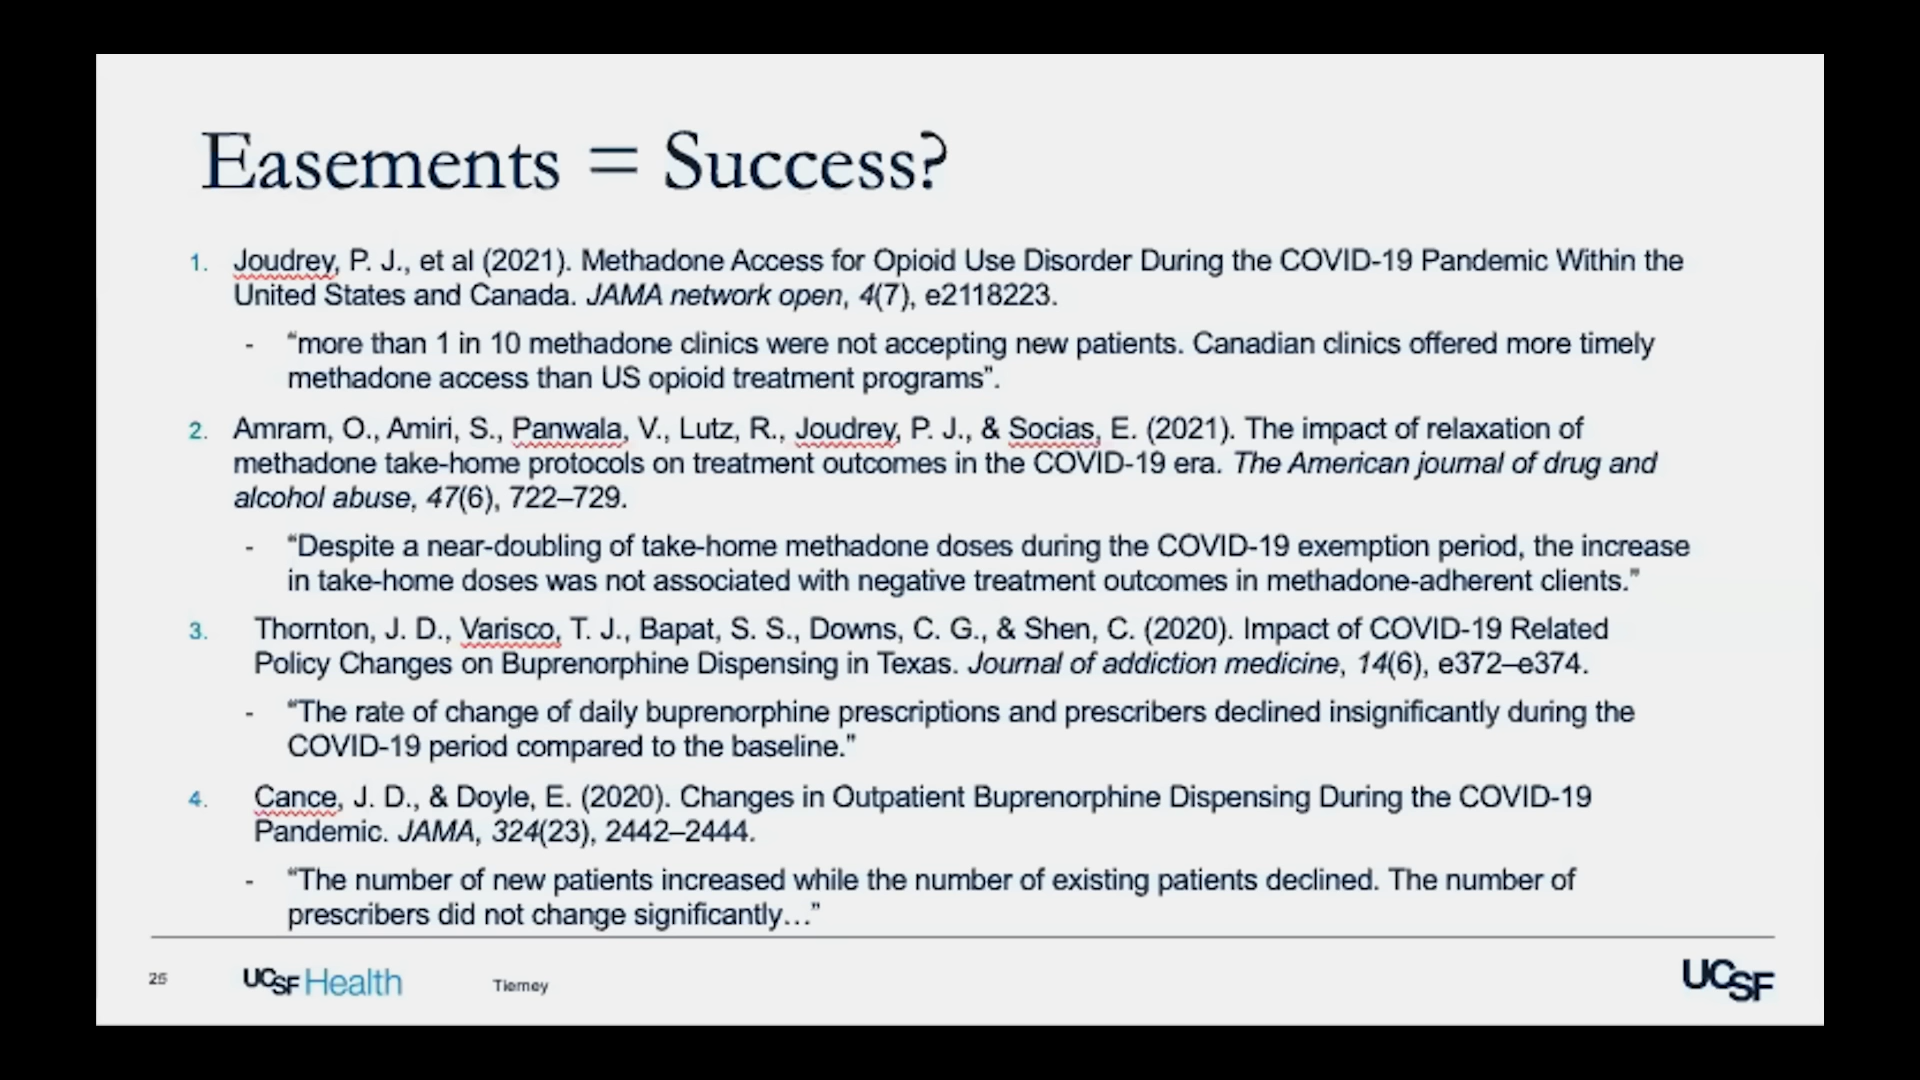 Easements = Success?
1. Joudrey, P. J., et al (2021). Methadone Access for Opioid Use Disorder During the COVID-19 Pandemic Within the
United States and Canada. JAMA network open, 4(7), e2118223.
- “more than 1 in 10 methadone clinics were not accepting new patients. Canadian clinics offered more timely
methadone access than US opioid treatment programs”.
2. Amram, O., Amiri, S., Panwala, V., Lutz, R., Joudrey, P. J., & Socias, E. (2021). The impact of relaxation of
methadone take-home protocols on treatment outcomes in the COVID-19 era. The American journal of drug and
alcohol abuse, 47(6), 722–729.
- “Despite a near-doubling of take-home methadone doses during the COVID-19 exemption period, the increase
in take-home doses was not associated with negative treatment outcomes in methadone-adherent clients.”
3. Thornton, J. D., Varisco, T. J., Bapat, S. S., Downs, C. G., & Shen, C. (2020). Impact of COVID-19 Related
Policy Changes on Buprenorphine Dispensing in Texas. Journal of addiction medicine, 14(6), e372–e374.
- “The rate of change of daily buprenorphine prescriptions and prescribers declined insignificantly during the
COVID-19 period compared to the baseline.”
4. Cance, J. D., & Doyle, E. (2020). Changes in Outpatient Buprenorphine Dispensing During the COVID-19
Pandemic. JAMA, 324(23), 2442–2444.
- “The number of new patients increased while the number of existing patients declined. The number of
prescribers did not change significantly…”
25 UCSF Health Tierney UCSF